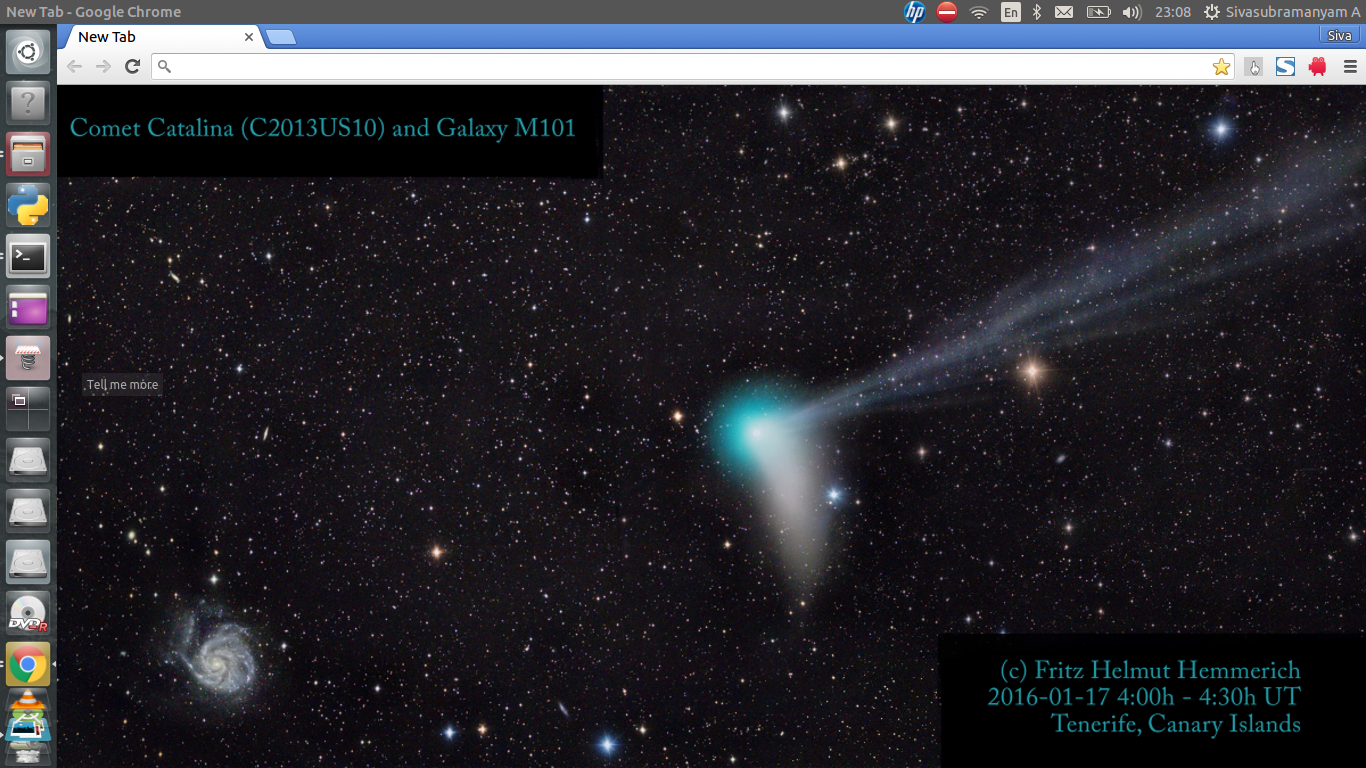 New Tab - Google Chrome
hp
En
23:08
Sivasubramanyam A
New Tab
Siva
Comet Catalina (C2013US10) and Galaxy M101
Tell me more
DVD-R
(c) Fritz Helmut Hemmerich
2016-01-17 4:00h - 4:30h UT
Tenerife, Canary Islands